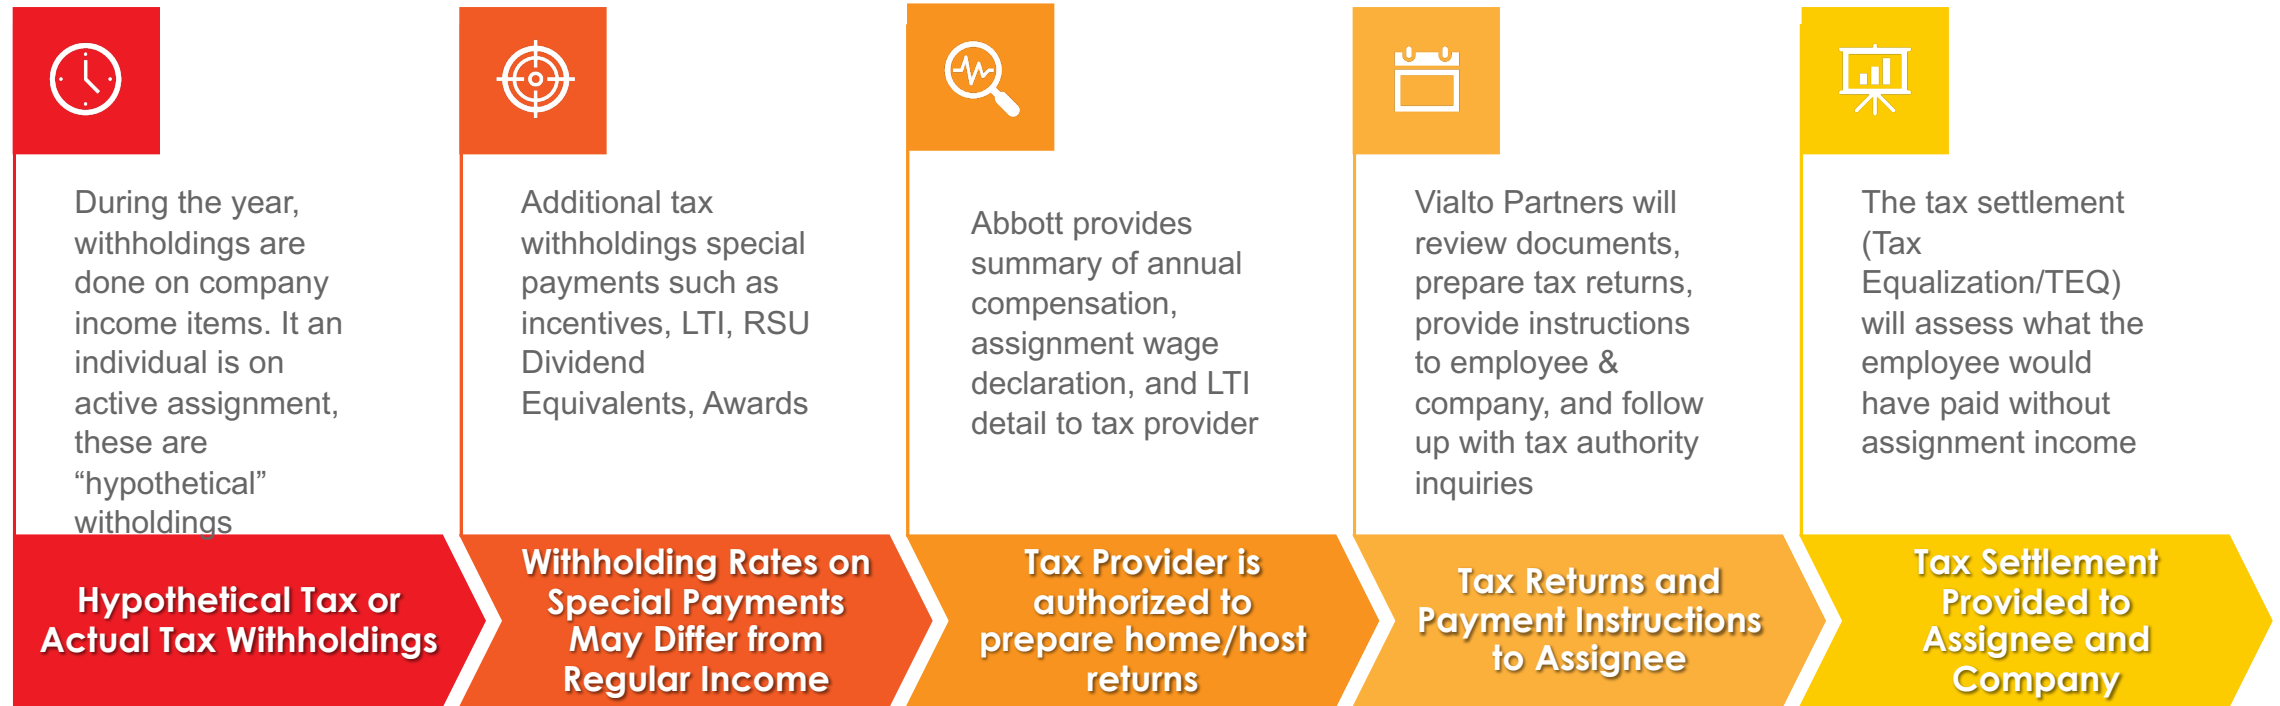 During the year,
withholdings are
done on company
income items. It an
individual is on
active assignment,
these are
“hypothetical”
witholdings
Hypothetical Tax or
Actual Tax Withholdings
Additional tax
withholdings special
payments such as
incentives, LTI, RSU
Dividend
Equivalents, Awards
Withholding Rates on
Special Payments
May Differ from
Regular Income
Abbott provides
summary of annual
compensation,
assignment wage
declaration, and LTI
detail to tax provider
Tax Provider is
authorized to
prepare home/host
returns
Vialto Partners will
review documents,
prepare tax returns,
provide instructions
to employee &
company, and follow
up with tax authority
inquiries
Tax Returns and
Payment Instructions
to Assignee
The tax settlement
(Tax
Equalization/TEQ)
will assess what the
employee would
have paid without
assignment income
Tax Settlement
Provided to
Assignee and
Company